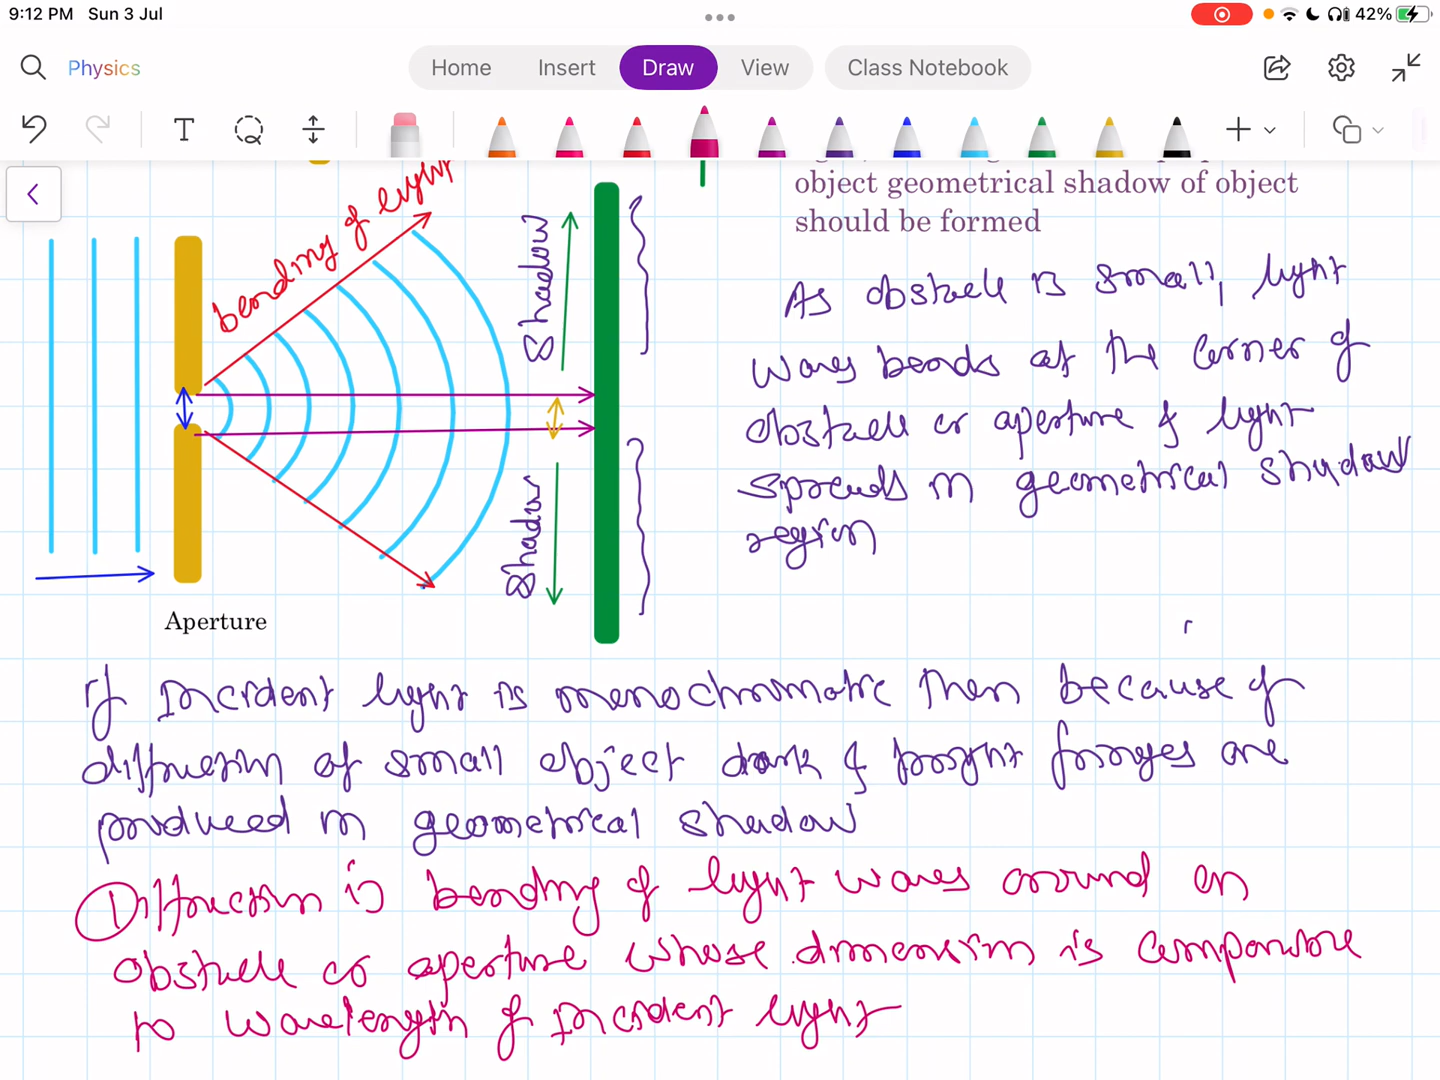 9:12 PM Sun 3 Jul
42%
Physics
Home Insert Draw View Class Notebook
T
object geometrical shadow of object
should be formed
bending of light
Shadow
Shadow
Aperture
As obstacle is small, light
waves bends at the corner of
obstacle or aperture & light
spreads in geometrical shadow
region
if Incident light is monochromatic then because of
diffraction of small object dark & bright fringes are
produced in geometrical shadow
Diffraction is bending of light waves around an
obstacle or aperture whose dimension is comparable
to wavelength of Incident light